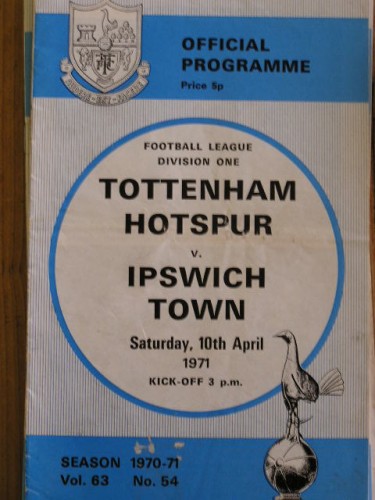 OFFICIAL
PROGRAMME
Price 5p
FOOTBALL LEAGUE
DIVISION ONE
TOTTENHAM
HOTSPUR
v.
IPSWICH
TOWN
Saturday, 10th April
1971
KICK-OFF 3 p.m.
SEASON 1970-71
Vol. 63 No. 54